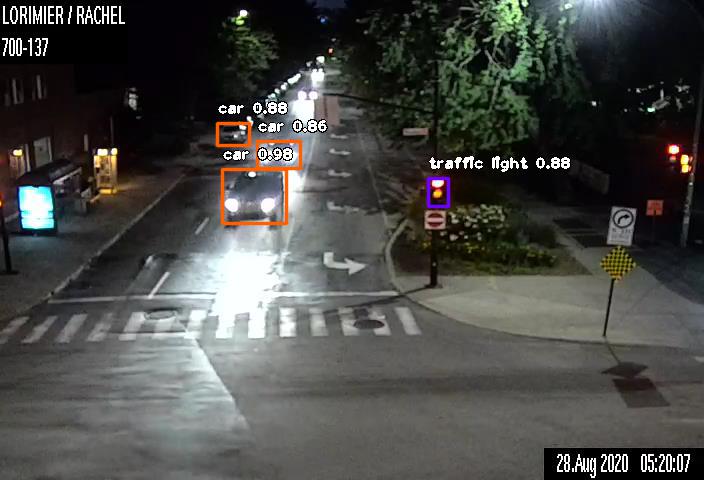 LORIMIER / RACHEL
700-137
car 0.88
car 0.86
car 0.98
traffic light 0.88
28.Aug 2020 05:20:07